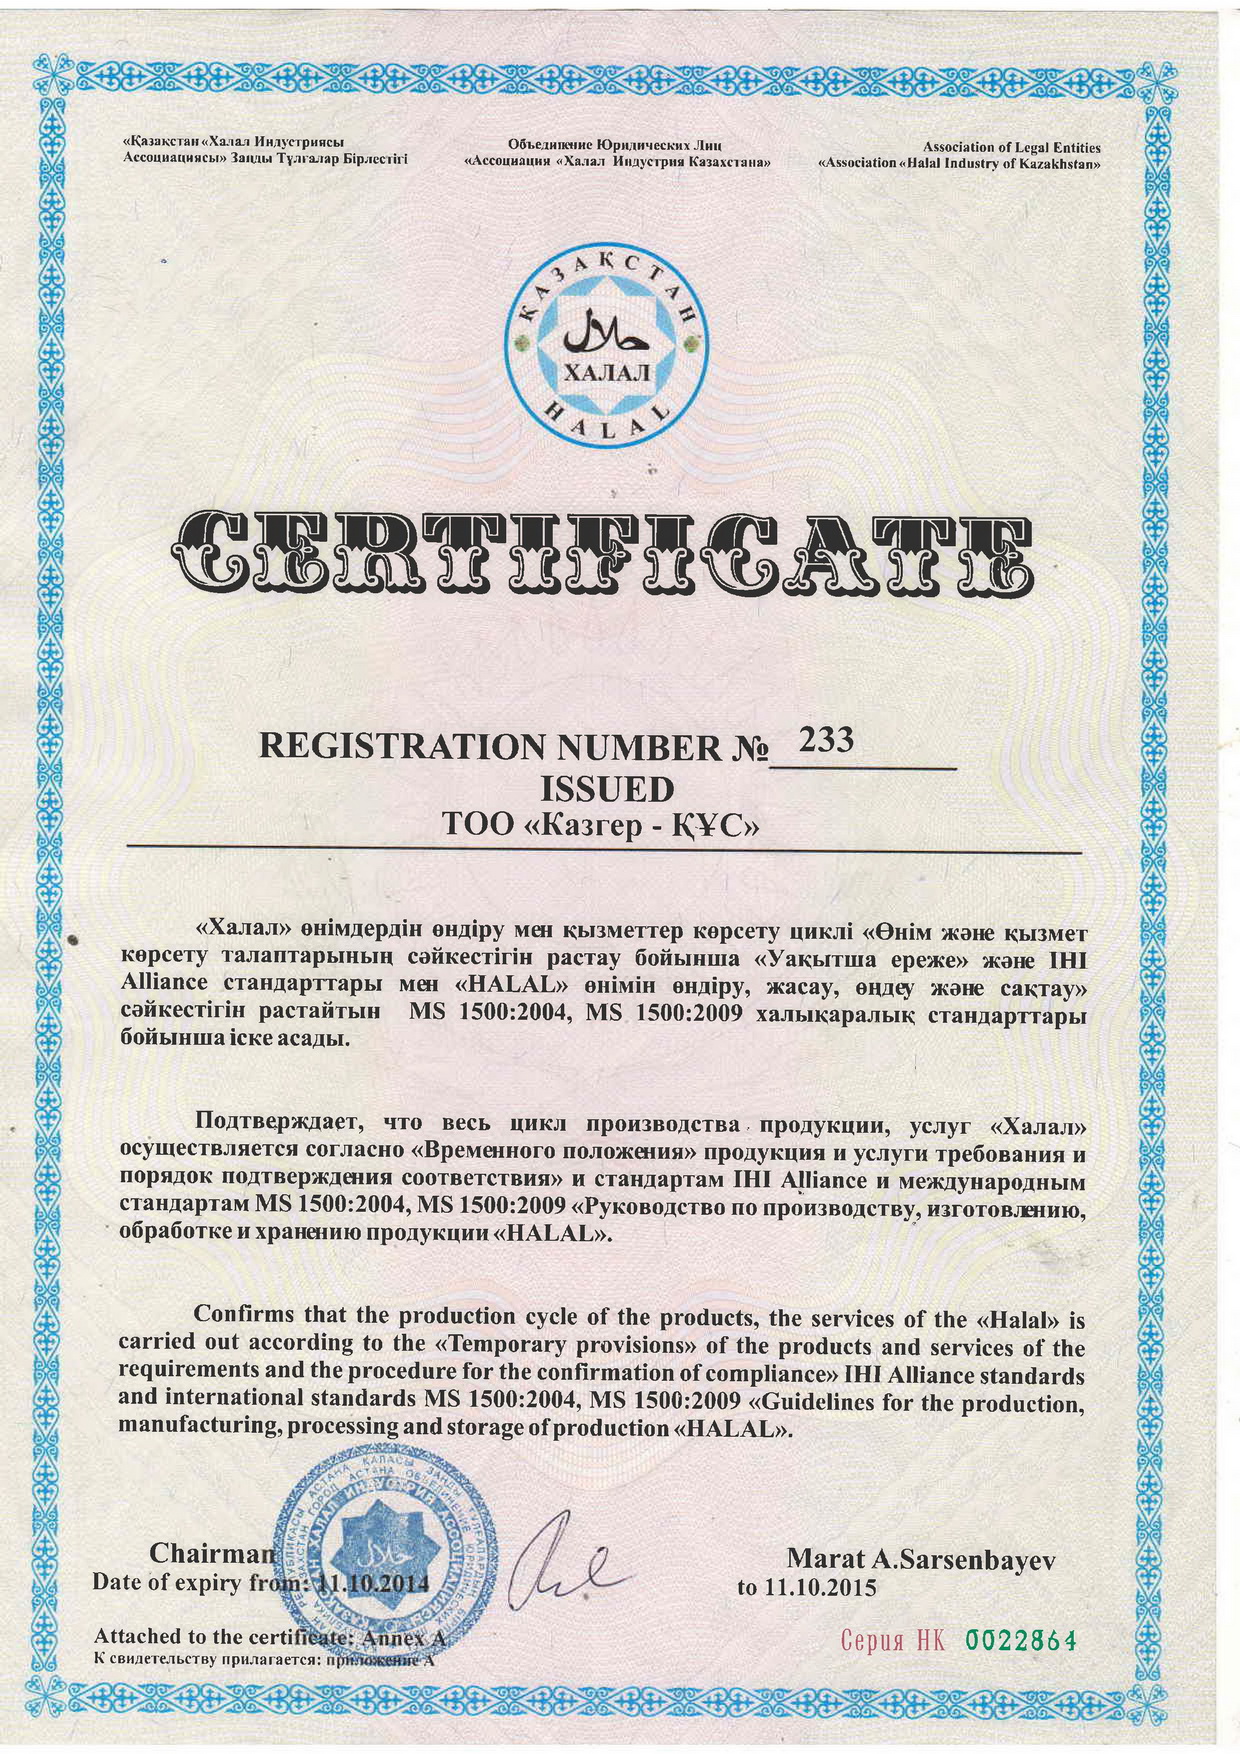 «Қазақстан «Халал Индустриясы
Ассоциациясы» Заңды Тұлғалар Бірлестігі
Объединение Юридических Лиц
«Ассоциация «Халал Индустрия Казахстана»
Association of Legal Entities
«Association «Halal Industry of Kazakhstan»
ҚАЗАҚСТАН
حلال
ХАЛАЛ
HALAL
CERTIFICATE
REGISTRATION NUMBER № 233
ISSUED
ТОО «Казгер - ҚҰС»
«Халал» өнімдердін өндіру мен қызметтер көрсету циклі «Өнім және қызмет
көрсету талаптарының сәйкестігін растау бойынша «Уақытша ереже» және IHI
Alliance стандарттары мен «HALAL» өнімін өндіру, жасау, өңдеу және сақтау»
сәйкестігін растайтын MS 1500:2004, MS 1500:2009 халықаралық стандарттары
бойынша іске асады.
Подтверждает, что весь цикл производства продукции, услуг «Халал»
осуществляется согласно «Временного положения» продукция и услуги требования и
порядок подтверждения соответствия» и стандартам IHI Alliance и международным
стандартам MS 1500:2004, MS 1500:2009 «Руководство по производству, изготовлению,
обработке и хранению продукции «HALAL».
Confirms that the production cycle of the products, the services of the «Halal» is
carried out according to the «Temporary provisions» of the products and services of the
requirements and the procedure for the confirmation of compliance» IHI Alliance standards
and international standards MS 1500:2004, MS 1500:2009 «Guidelines for the production,
manufacturing, processing and storage of production «HALAL».
Chairman
Marat A.Sarsenbayev
Date of expiry from: 11.10.2014
to 11.10.2015
Attached to the certificate: Annex A
К свидетельству прилагается: приложение А
Серия НК 0022864